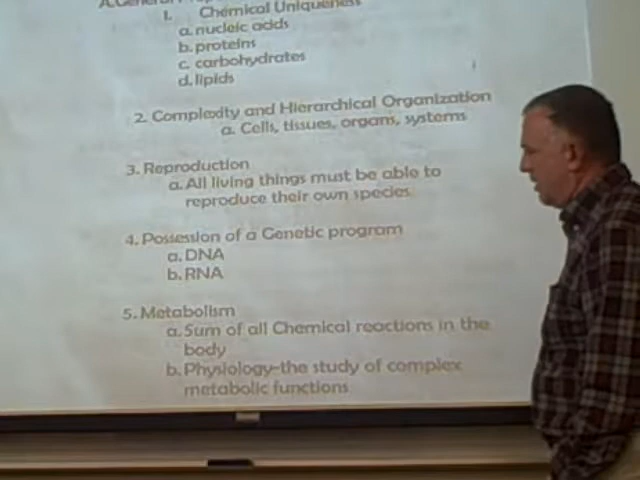 A. General
1. Chemical Uniqueness
a. nucleic acids
b. proteins
c. carbohydrates
d. lipids
2. Complexity and Hierarchical Organization
a. Cells, tissues, organs, systems
3. Reproduction
a. All living things must be able to
reproduce their own species
4. Possession of a Genetic program
a. DNA
b. RNA
5. Metabolism
a. Sum of all Chemical reactions in the
body
b. Physiology-the study of complex
metabolic functions